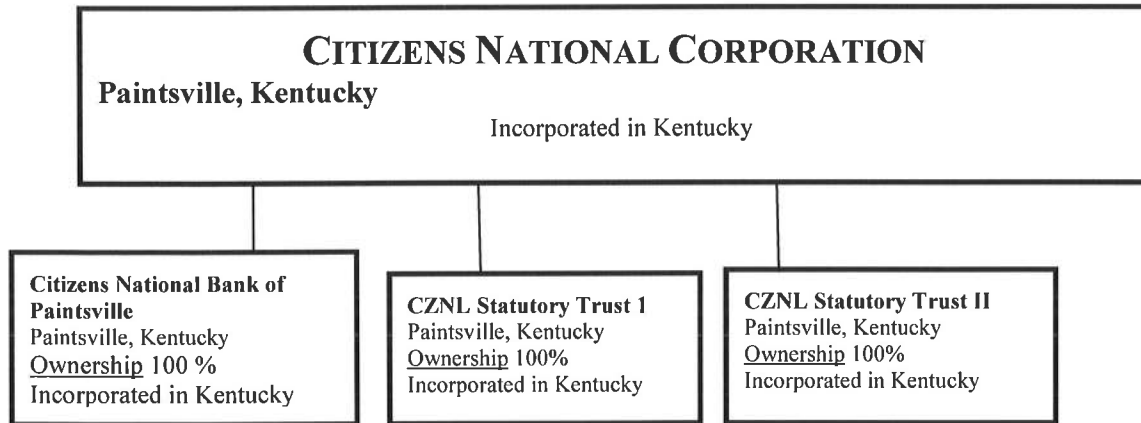 CITIZENS NATIONAL CORPORATION
Paintsville, Kentucky
Incorporated in Kentucky
Citizens National Bank of
Paintsville
Paintsville, Kentucky
Ownership 100 %
Incorporated in Kentucky
CZNL Statutory Trust 1
Paintsville, Kentucky
Ownership 100%
Incorporated in Kentucky
CZNL Statutory Trust II
Paintsville, Kentucky
Ownership 100%
Incorporated in Kentucky